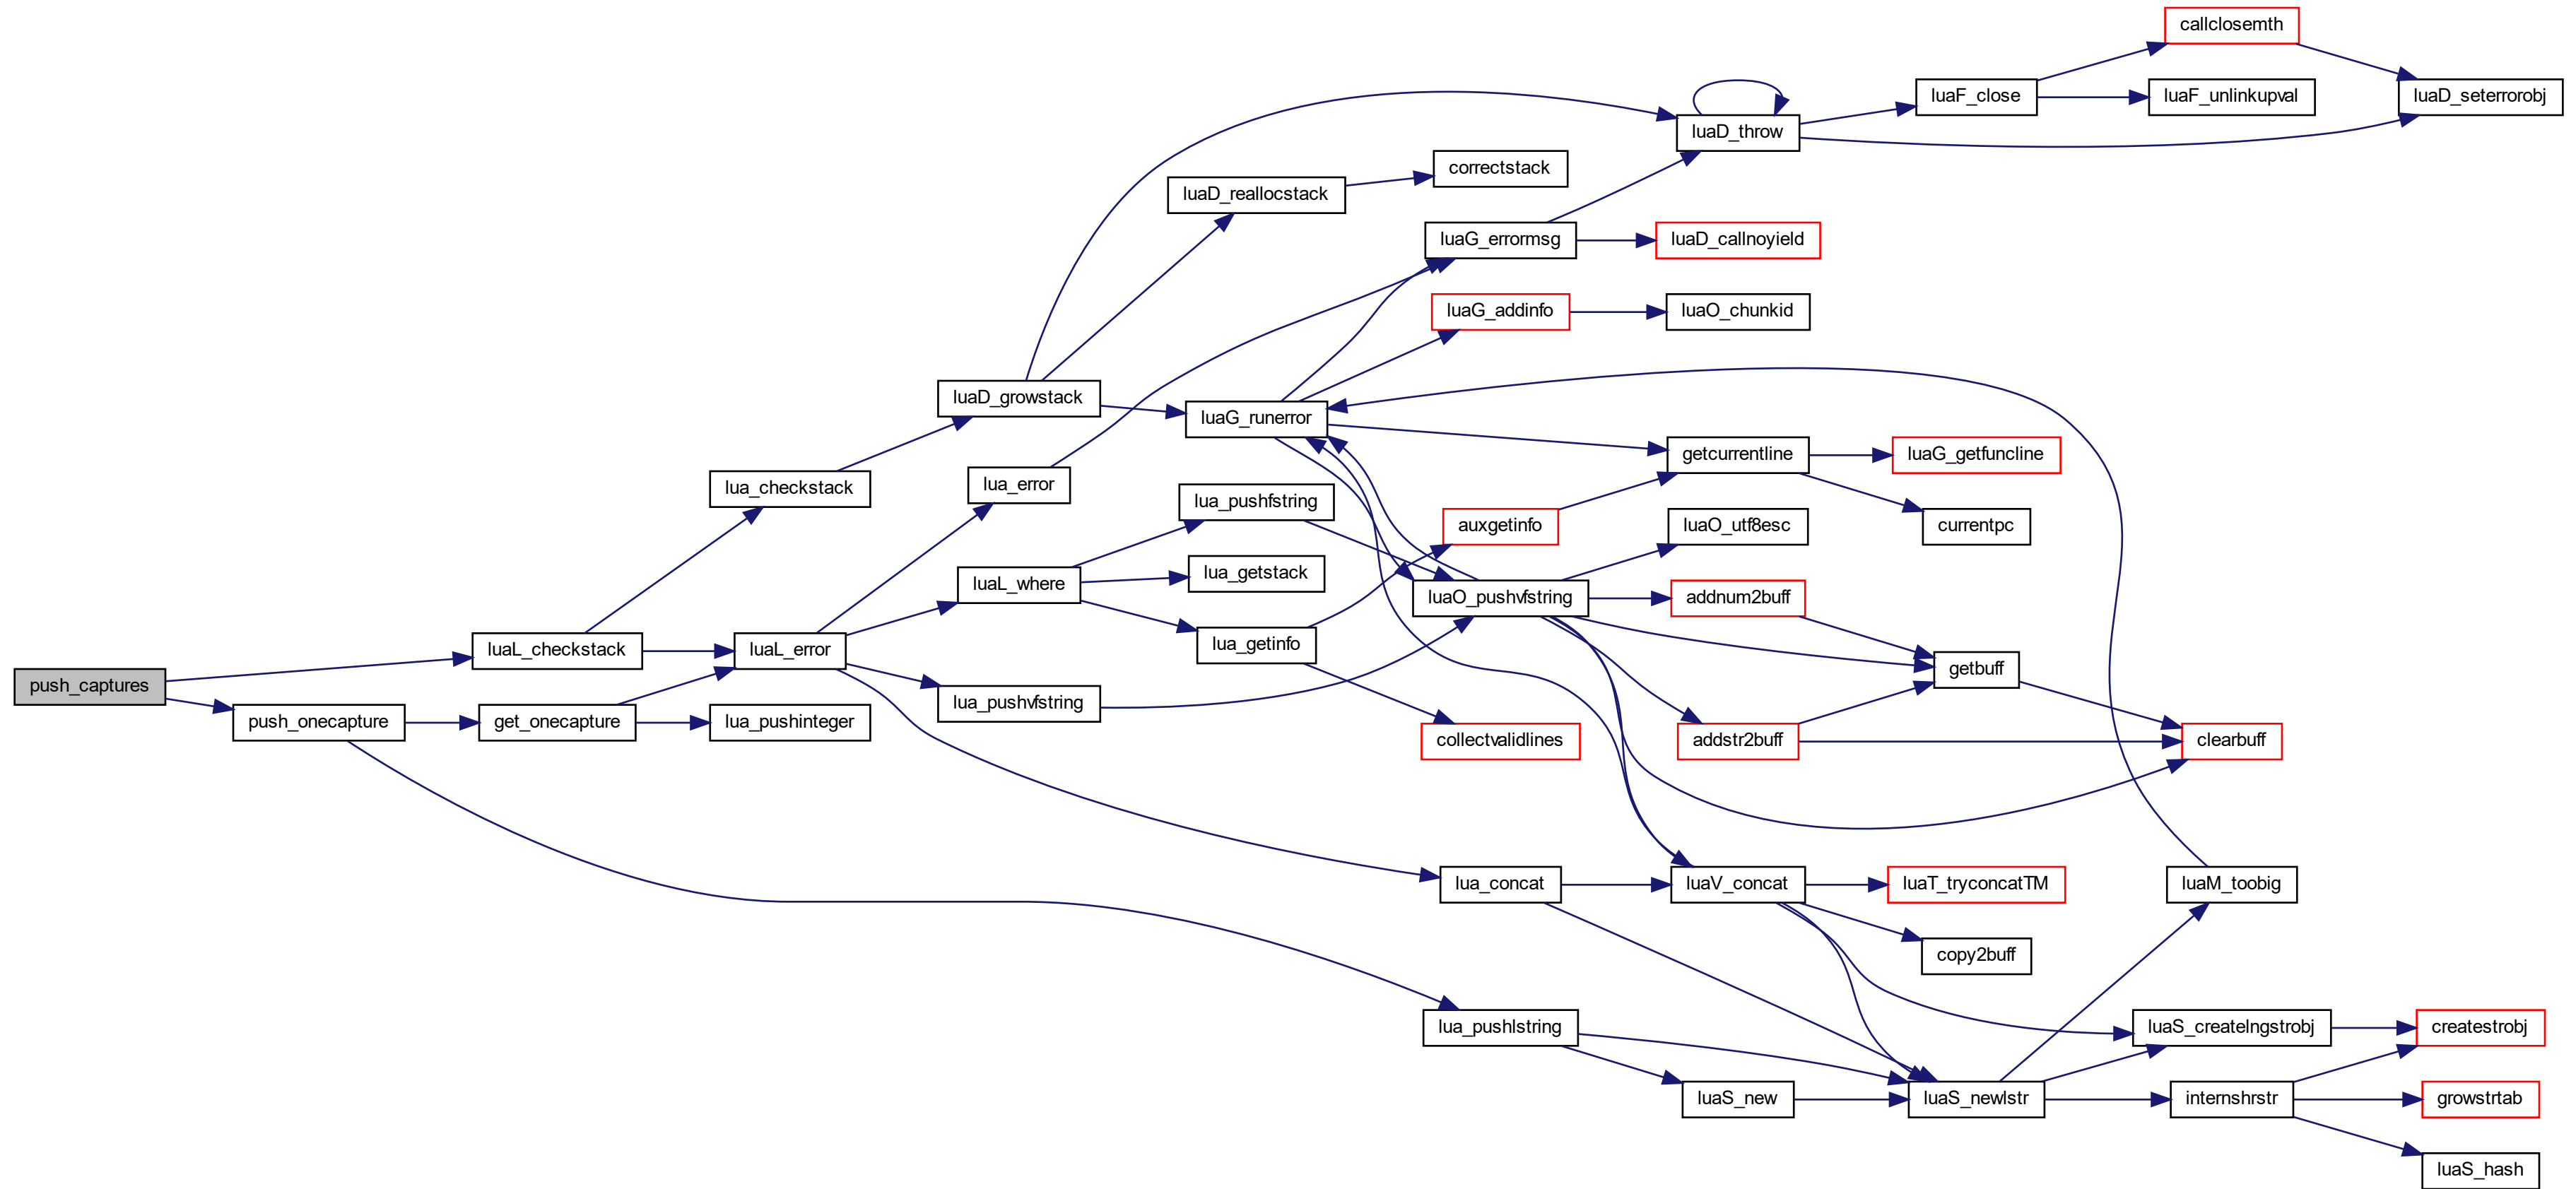 callclosemth
luaF_close
luaF_unlinkupval
luaD_seterrorobj
luaD_throw
correctstack
luaD_reallocstack
luaG_errormsg
luaD_callnoyield
luaG_addinfo
luaO_chunkid
luaD_growstack
luaG_runerror
getcurrentline
luaG_getfuncline
lua_checkstack
lua_error
lua_pushfstring
auxgetinfo
luaO_utf8esc
currentpc
luaL_where
lua_getstack
luaO_pushvfstring
addnum2buff
luaL_checkstack
luaL_error
lua_getinfo
getbuff
push_captures
lua_pushvfstring
push_onecapture
get_onecapture
lua_pushinteger
collectvalidlines
addstr2buff
clearbuff
lua_concat
luaV_concat
luaT_tryconcatTM
luaM_toobig
copy2buff
lua_pushlstring
luaS_createlngstrobj
createstrobj
luaS_new
luaS_newlstr
internshrstr
growstrtab
luaS_hash